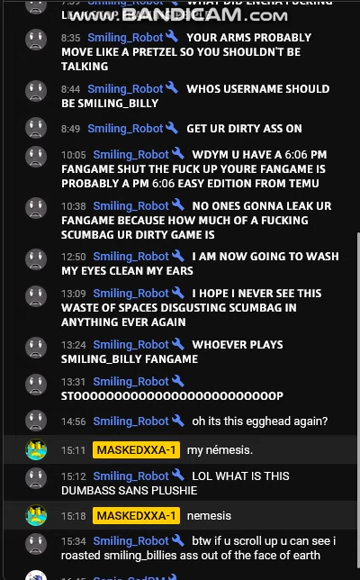 WWW.BANDICAM.COM
8:35 Smiling_Robot YOUR ARMS PROBABLY
MOVE LIKE A PRETZEL SO YOU SHOULDN'T BE
TALKING
8:44 Smiling_Robot WHOS USERNAME SHOULD
BE SMILING_BILLY
8:49 Smiling_Robot GET UR DIRTY ASS ON
10:05 Smiling_Robot WDYM U HAVE A 6:06 PM
FANGAME SHUT THE FUCK UP YOURE FANGAME IS
PROBABLY A PM 6:06 EASY EDITION FROM TEMU
10:38 Smiling_Robot NO ONES GONNA LEAK UR
FANGAME BECAUSE HOW MUCH OF A FUCKING
SCUMBAG UR DIRTY GAME IS
12:50 Smiling_Robot I AM NOW GOING TO WASH
MY EYES CLEAN MY EARS
13:09 Smiling_Robot I HOPE I NEVER SEE THIS
WASTE OF SPACES DISGUSTING SCUMBAG IN
ANYTHING EVER AGAIN
13:24 Smiling_Robot WHOEVER PLAYS
SMILING_BILLY FANGAME
13:31 Smiling_Robot
STOOOOOOOOOOOOOOOOOOOOOOOOOP
14:56 Smiling_Robot oh its this egghead again?
15:11 MASKEDXXA-1 my némesis.
15:12 Smiling_Robot LOL WHAT IS THIS
DUMBASS SANS PLUSHIE
15:18 MASKEDXXA-1 nemesis
15:34 Smiling_Robot btw if u scroll up u can see i
roasted smiling_billies ass out of the face of earth